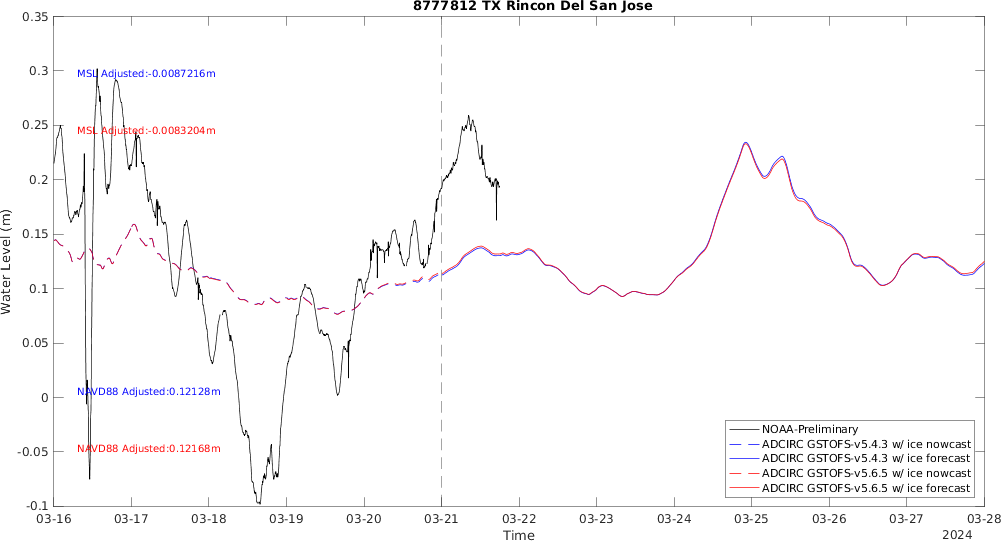 8777812 TX Rincon Del San Jose
0.35
0.3
0.25
0.2
0.15
0.1
0.05
0
-0.05
-0.1
Water Level (m)
MSL Adjusted:-0.0087216m
MSL Adjusted:-0.0083204m
NAVD88 Adjusted:0.12128m
NAVD88 Adjusted:0.12168m
NOAA-Preliminary
ADCIRC GSTOFS-v5.4.3 w/ ice nowcast
ADCIRC GSTOFS-v5.4.3 w/ ice forecast
ADCIRC GSTOFS-v5.6.5 w/ ice nowcast
ADCIRC GSTOFS-v5.6.5 w/ ice forecast
03-16 03-17 03-18 03-19 03-20 03-21 03-22 03-23 03-24 03-25 03-26 03-27 03-28
Time
2024